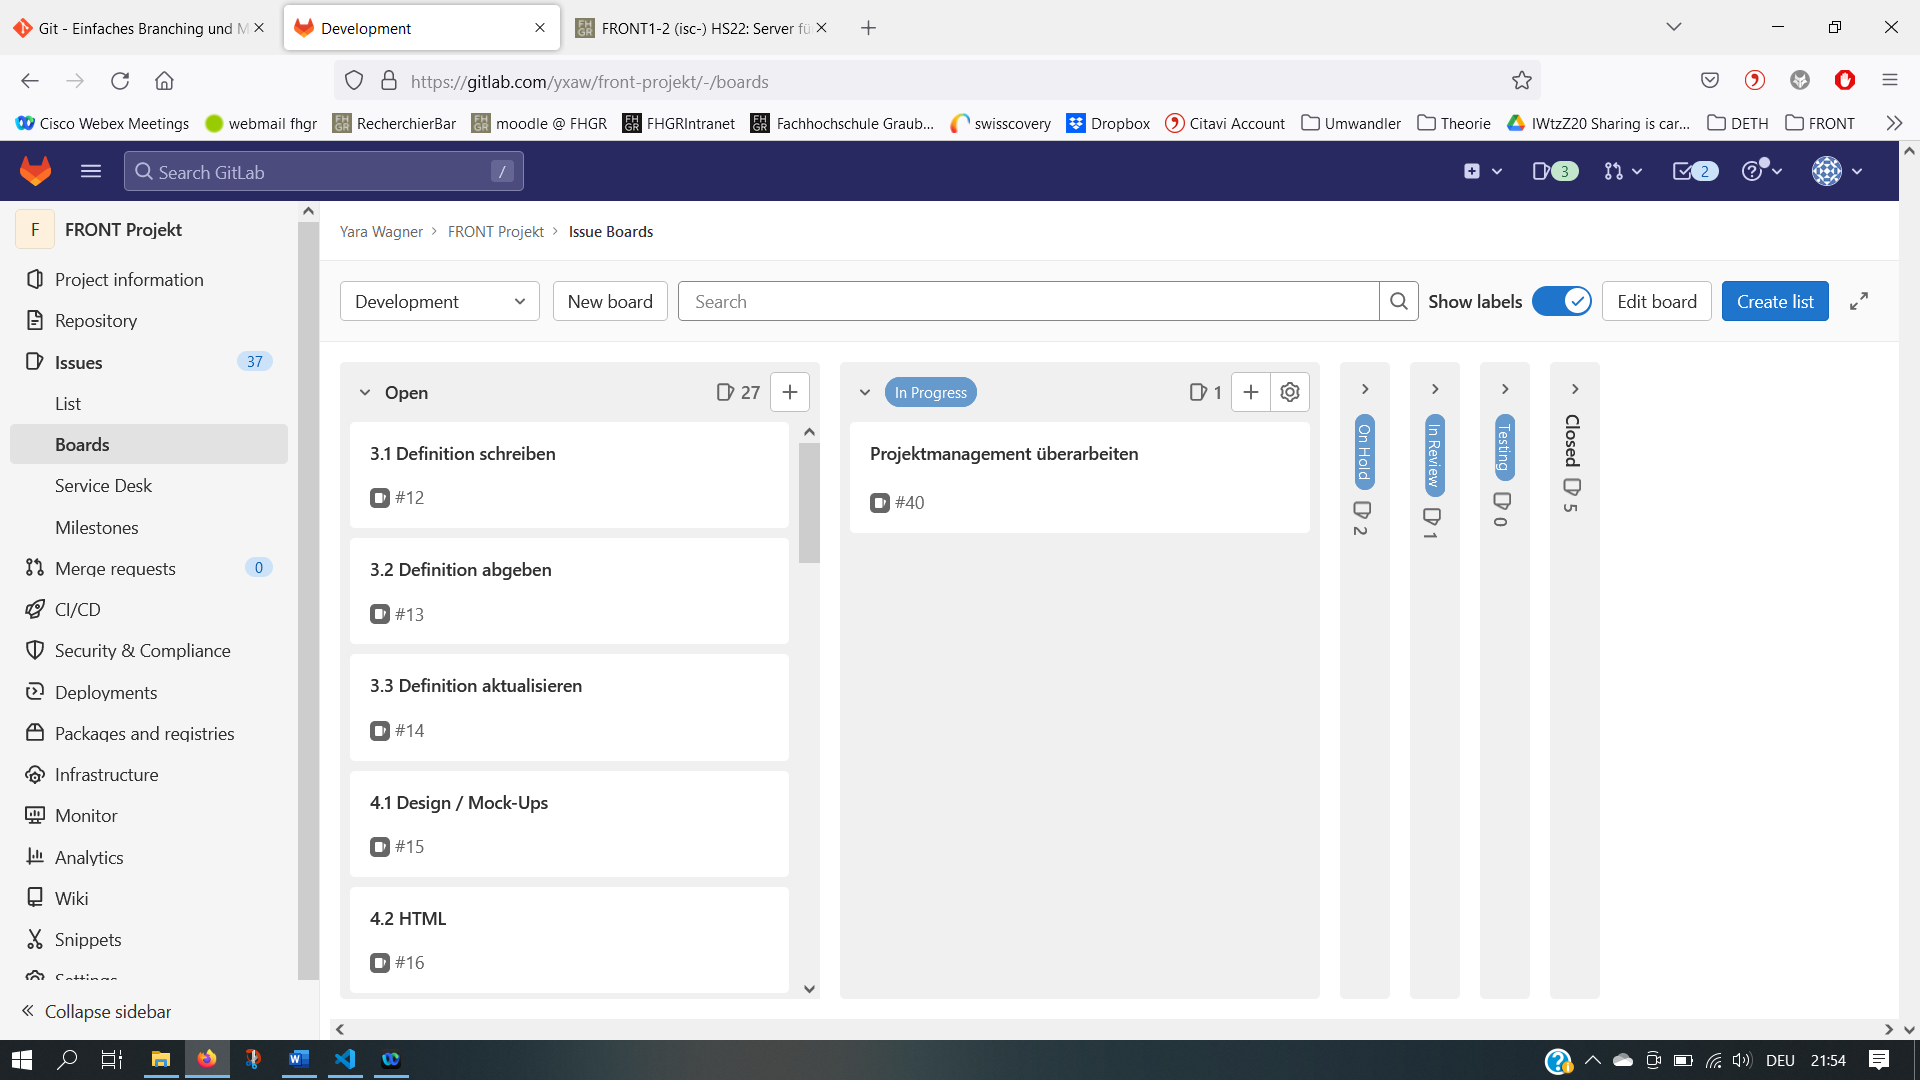 Git - Einfaches Branching und M
Development
FRONT1-2 (isc-) HS22: Server fü
https://gitlab.com/yxaw/front-projekt/-/boards
Cisco Webex Meetings
webmail fhgr
RecherchierBar
moodle @ FHGR
FHGRIntranet
Fachhochschule Graub...
swisscovery
Dropbox
Citavi Account
Umwandler
Theorie
IWtzZ20 Sharing is car...
DETH
FRONT
Search GitLab
/
3
2
F
FRONT Projekt
Project information
Repository
Issues
37
List
Boards
Service Desk
Milestones
Merge requests
0
CI/CD
Security & Compliance
Deployments
Packages and registries
Infrastructure
Monitor
Analytics
Wiki
Snippets
Settings
Collapse sidebar
Yara Wagner
FRONT Projekt
Issue Boards
Development
New board
Search
Show labels
Edit board
Create list
Open
27
3.1 Definition schreiben
#12
3.2 Definition abgeben
#13
3.3 Definition aktualisieren
#14
4.1 Design / Mock-Ups
#15
4.2 HTML
#16
In Progress
1
Projektmanagement überarbeiten
#40
On Hold
2
In Review
1
Testing
0
Closed
5
DEU
21:54